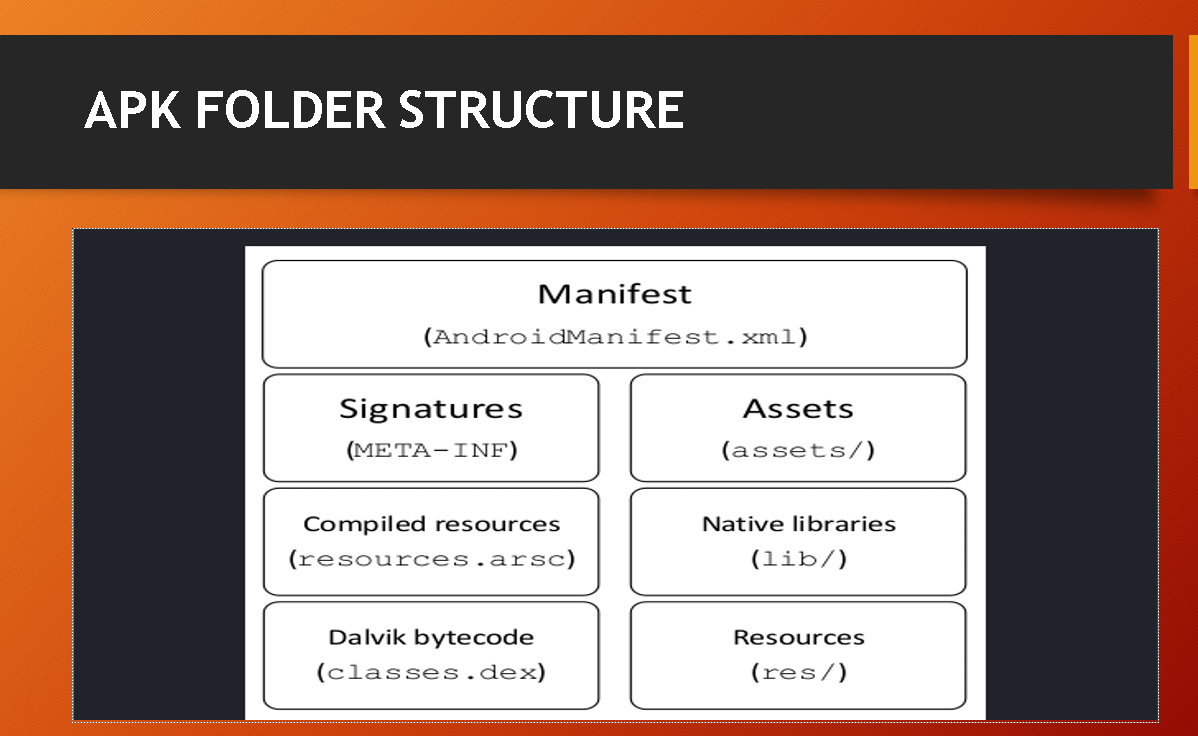 APK FOLDER STRUCTURE
Manifest
(AndroidManifest.xml)
Signatures
(META-INF)
Assets
(assets/)
Compiled resources
(resources.arsc)
Native libraries
(lib/)
Dalvik bytecode
(classes.dex)
Resources
(res/)